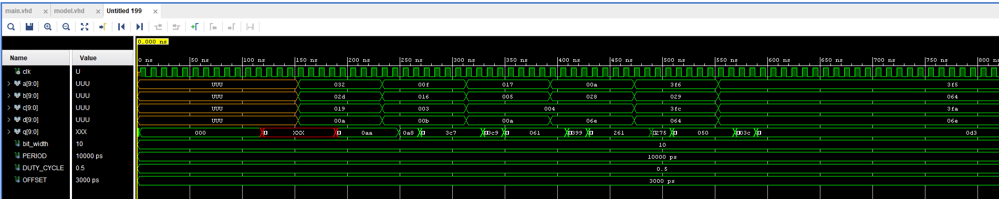 main.vhd model.vhd Untitled 199
0.000 ns
Name Value
0 ns 50 ns 100 ns 150 ns 200 ns 250 ns 300 ns 350 ns 400 ns 450 ns 500 ns 550 ns 600 ns 650 ns 700 ns 750 ns 800 ns
clk U
a[9:0] UUU UUU 032 00f 017 00a 3f6 3f5
b[9:0] UUU UUU 02d 016 005 028 029 064
c[9:0] UUU UUU 019 003 004 3fc 3fa
d[9:0] UUU UUU 00a 00b 00a 06e 064 06e
q[9:0] XXX 000 XXX 0aa 0a8 3c7 3c9 061 399 261 275 050 03c 0d3
bit_width 10 10
PERIOD 10000 ps 10000 ps
DUTY_CYCLE 0.5 0.5
OFFSET 3000 ps 3000 ps